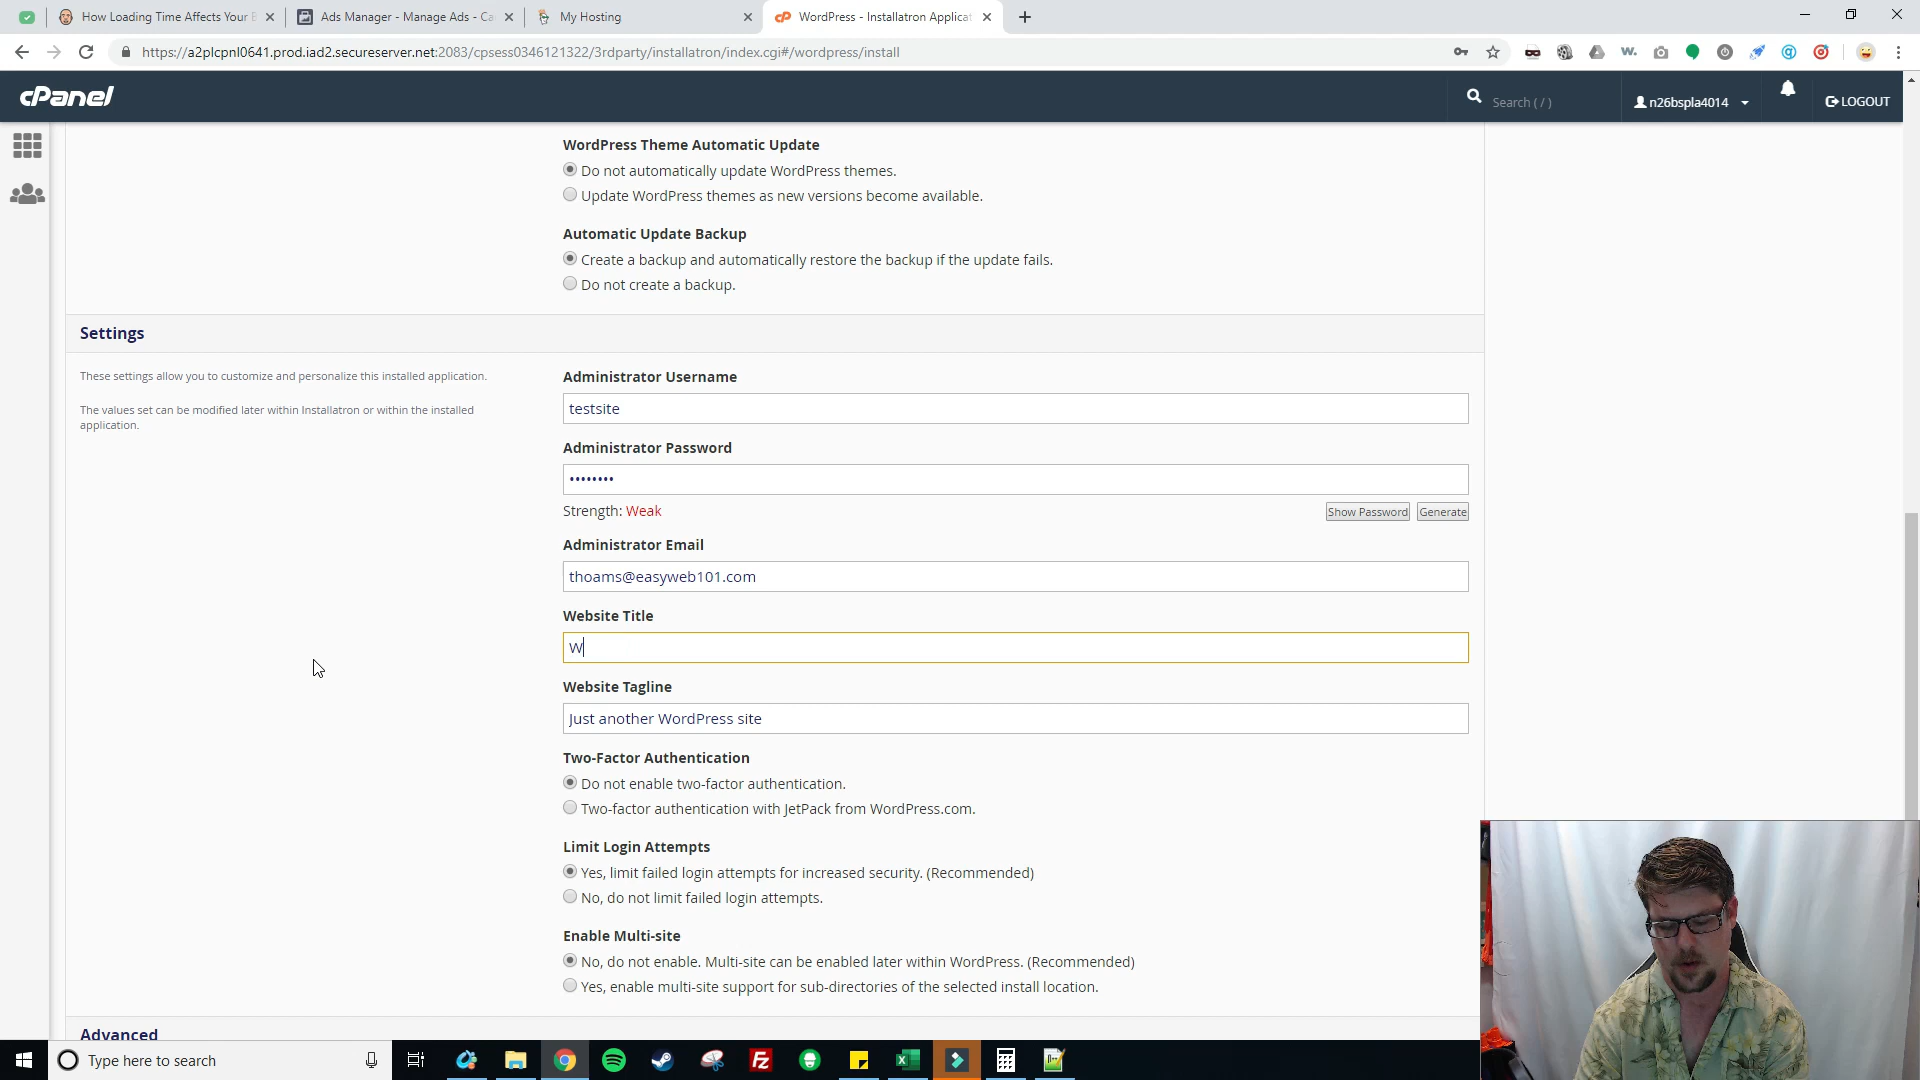 How Loading Time Affects Your B
Ads Manager - Manage Ads - Ca
My Hosting
WordPress - Installatron Applicat
https://a2plcpnl0641.prod.iad2.secureserver.net:2083/cpsess0346121322/3rdparty/installatron/index.cgi#/wordpress/install
cPanel
Search ( / )
n26bspla4014
LOGOUT
WordPress Theme Automatic Update
Do not automatically update WordPress themes.
Update WordPress themes as new versions become available.
Automatic Update Backup
Create a backup and automatically restore the backup if the update fails.
Do not create a backup.
Settings
These settings allow you to customize and personalize this installed application.
The values set can be modified later within Installatron or within the installed
application.
Administrator Username
testsite
Administrator Password
••••••••
Strength: Weak
Show Password
Generate
Administrator Email
thoams@easyweb101.com
Website Title
W
Website Tagline
Just another WordPress site
Two-Factor Authentication
Do not enable two-factor authentication.
Two-factor authentication with JetPack from WordPress.com.
Limit Login Attempts
Yes, limit failed login attempts for increased security. (Recommended)
No, do not limit failed login attempts.
Enable Multi-site
No, do not enable. Multi-site can be enabled later within WordPress. (Recommended)
Yes, enable multi-site support for sub-directories of the selected install location.
Advanced
Type here to search